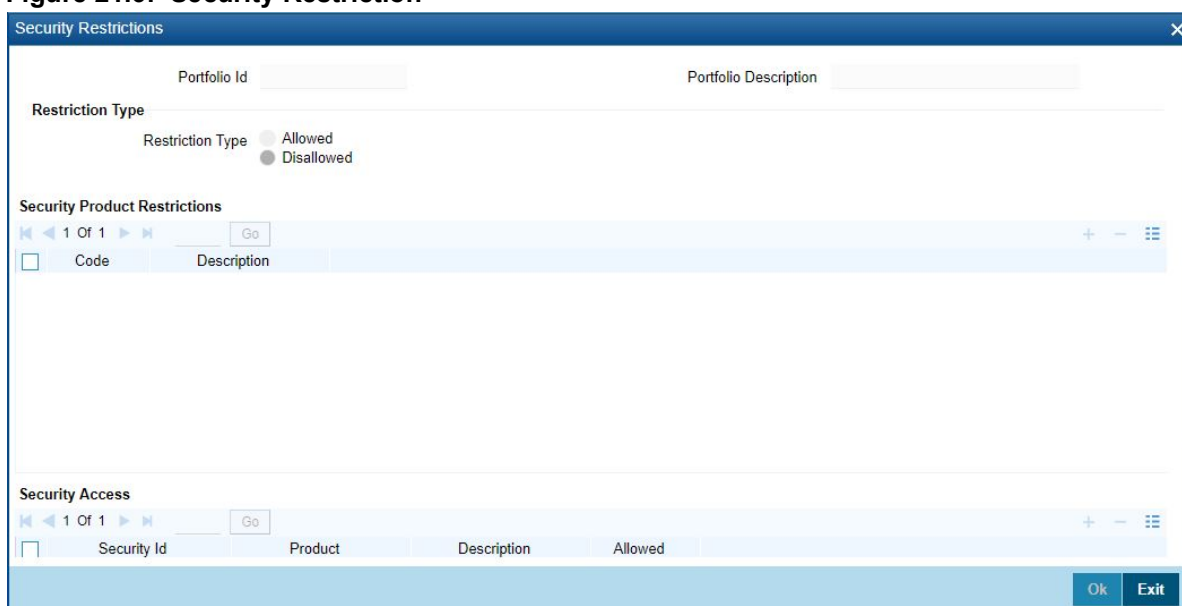 Security Restrictions
Portfolio Id
Portfolio Description
Restriction Type
Restriction Type Allowed
Disallowed
Security Product Restrictions
1 Of 1 Go
Code Description
Security Access
1 Of 1 Go
Security Id Product Description Allowed
Ok Exit